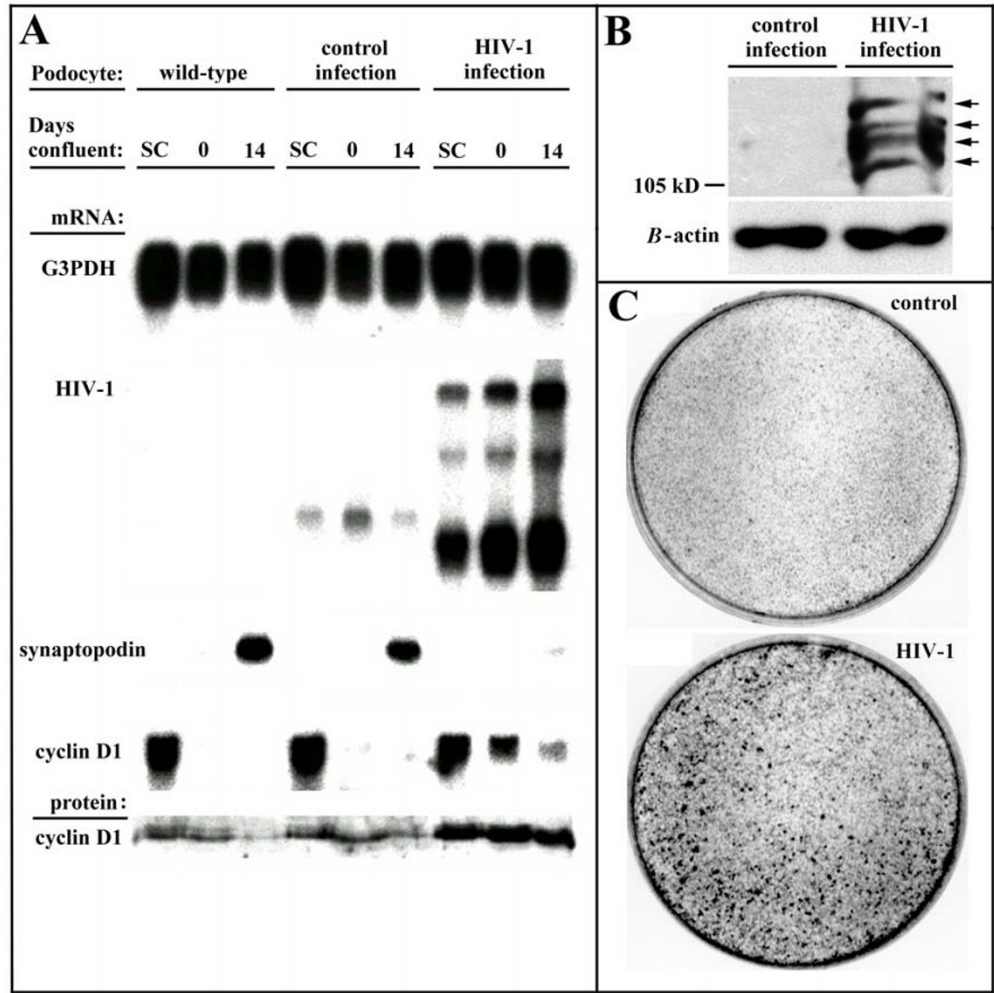 A
Podocyte: wild-type control infection HIV-1 infection
Days confluent: SC 0 14 SC 0 14 SC 0 14
mRNA:
G3PDH
HIV-1
synaptopodin
cyclin D1
protein:
cyclin D1
B
control infection HIV-1 infection
105 kD
B-actin
C
control
HIV-1